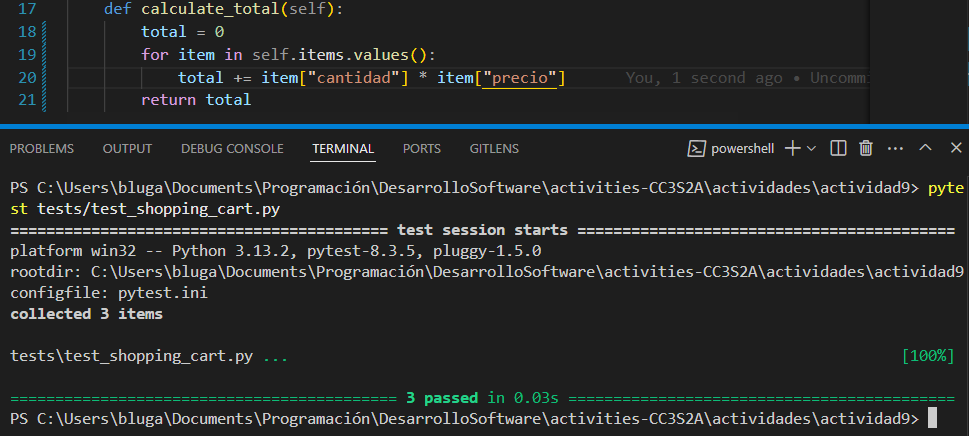 17 def calculate_total(self):
18 total = 0
19 for item in self.items.values():
20 total += item["cantidad"] * item["precio"] You, 1 second ago • Uncommi
21 return total
PROBLEMS OUTPUT DEBUG CONSOLE TERMINAL PORTS GITLENS powershell
PS C:\Users\bluga\Documents\Programación\DesarrolloSoftware\activities-CC3S2A\actividades\actividad9> pyte
st tests/test_shopping_cart.py
========================================== test session starts ==========================================
platform win32 -- Python 3.13.2, pytest-8.3.5, pluggy-1.5.0
rootdir: C:\Users\bluga\Documents\Programación\DesarrolloSoftware\activities-CC3S2A\actividades\actividad9
configfile: pytest.ini
collected 3 items
tests\test_shopping_cart.py ... [100%]
=========================================== 3 passed in 0.03s ===========================================
PS C:\Users\bluga\Documents\Programación\DesarrolloSoftware\activities-CC3S2A\actividades\actividad9>